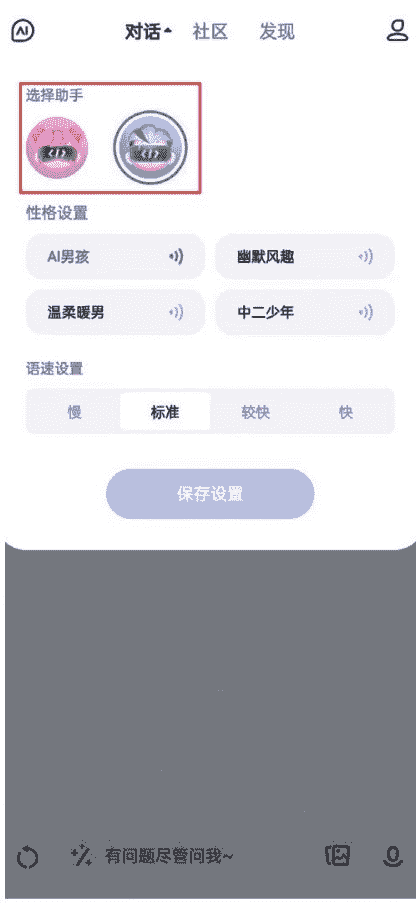 AI
对话 社区 发现
选择助手
</>
</>
性格设置
AI男孩
幽默风趣
温柔暖男
中二少年
语速设置
慢 标准 较快 快
保存设置
有问题尽管问我~